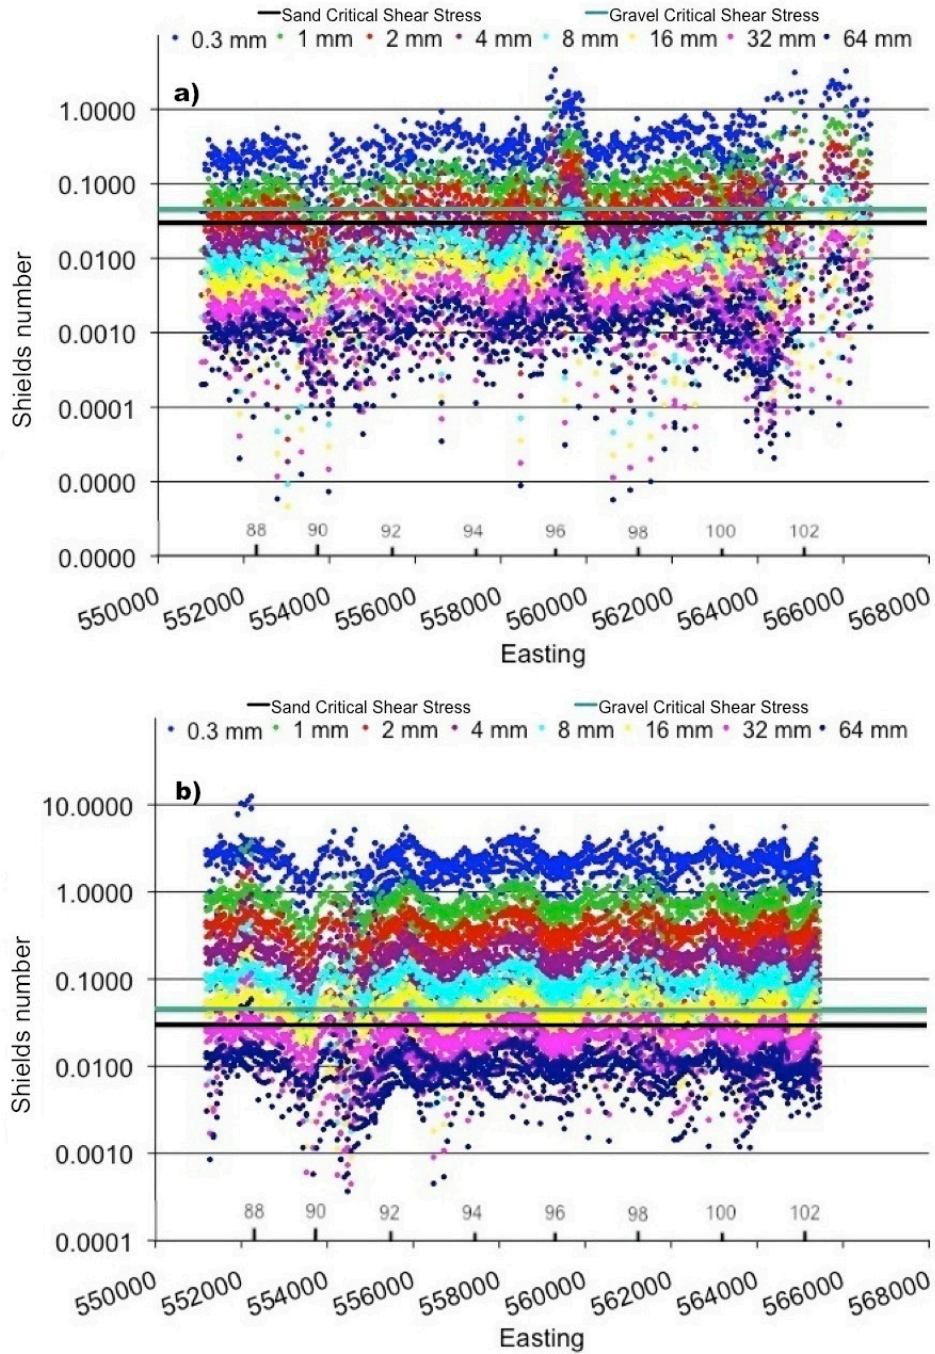 Sand Critical Shear Stress Gravel Critical Shear Stress
0.3 mm 1 mm 2 mm 4 mm 8 mm 16 mm 32 mm 64 mm
a)
1.0000
0.1000
0.0100
0.0010
0.0001
0.0000
0.0000
Shields number
88 90 92 94 96 98 100 102
550000 552000 554000 556000 558000 560000 562000 564000 566000 568000
Easting
Sand Critical Shear Stress Gravel Critical Shear Stress
0.3 mm 1 mm 2 mm 4 mm 8 mm 16 mm 32 mm 64 mm
b)
10.0000
1.0000
0.1000
0.0100
0.0010
0.0001
Shields number
88 90 92 94 96 98 100 102
550000 552000 554000 556000 558000 560000 562000 564000 566000 568000
Easting